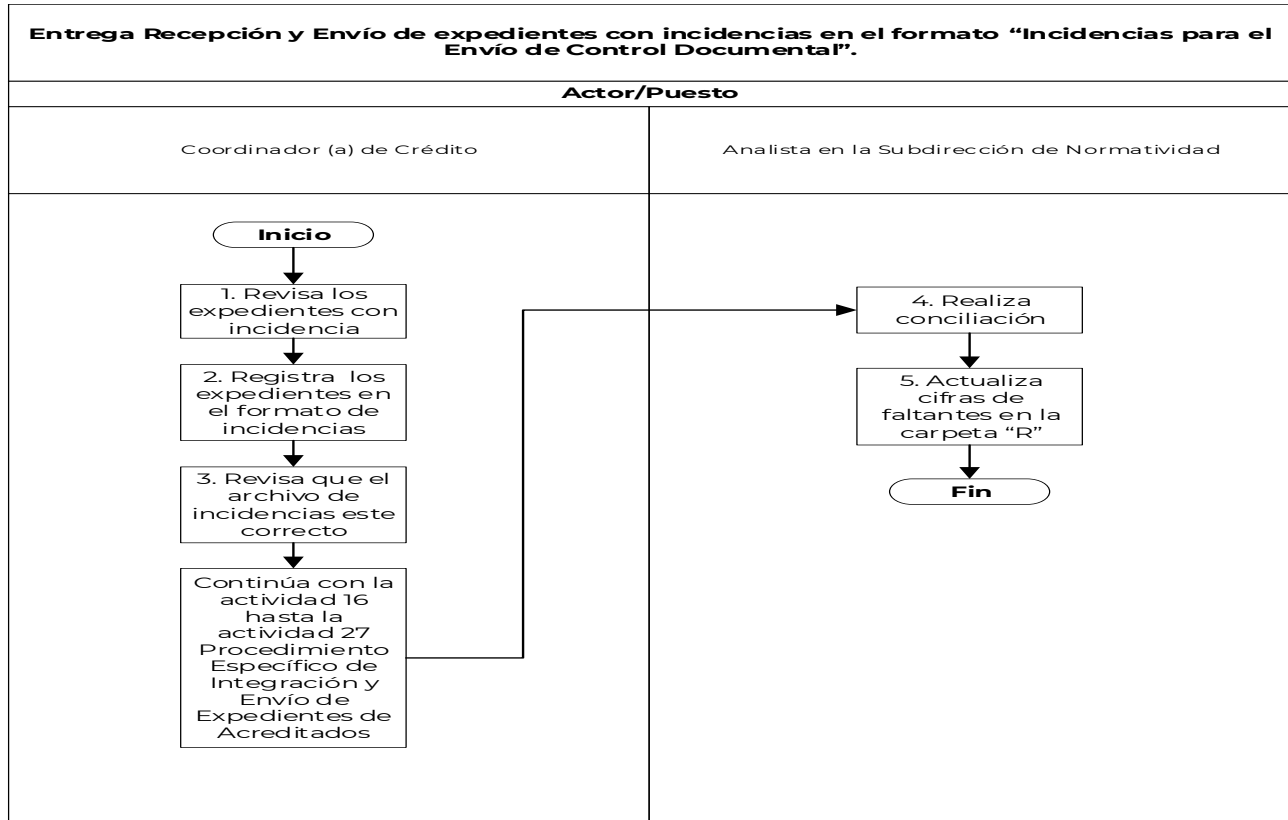 Entrega Recepción y Envío de expedientes con incidencias en el formato “Incidencias para el
Envío de Control Documental”.
Actor/Puesto
Coordinador (a) de Crédito
Analista en la Subdirección de Normatividad
Inicio
1. Revisa los
expedientes con
incidencia
2. Registra los
expedientes en
el formato de
incidencias
3. Revisa que el
archivo de
incidencias este
correcto
Continúa con la
actividad 16
hasta la
actividad 27
Procedimiento
Específico de
Integración y
Envío de
Expedientes de
Acreditados
4. Realiza
conciliación
5. Actualiza
cifras de
faltantes en la
carpeta “R”
Fin